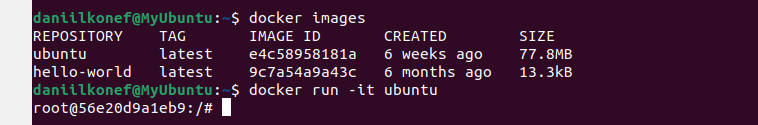 daniilkonef@MyUbuntu:~$ docker images
REPOSITORY    TAG       IMAGE ID       CREATED        SIZE
ubuntu        latest    e4c58958181a   6 weeks ago    77.8MB
hello-world   latest    9c7a54a9a43c   6 months ago   13.3kB
daniilkonef@MyUbuntu:~$ docker run -it ubuntu
root@56e20d9a1eb9:/#